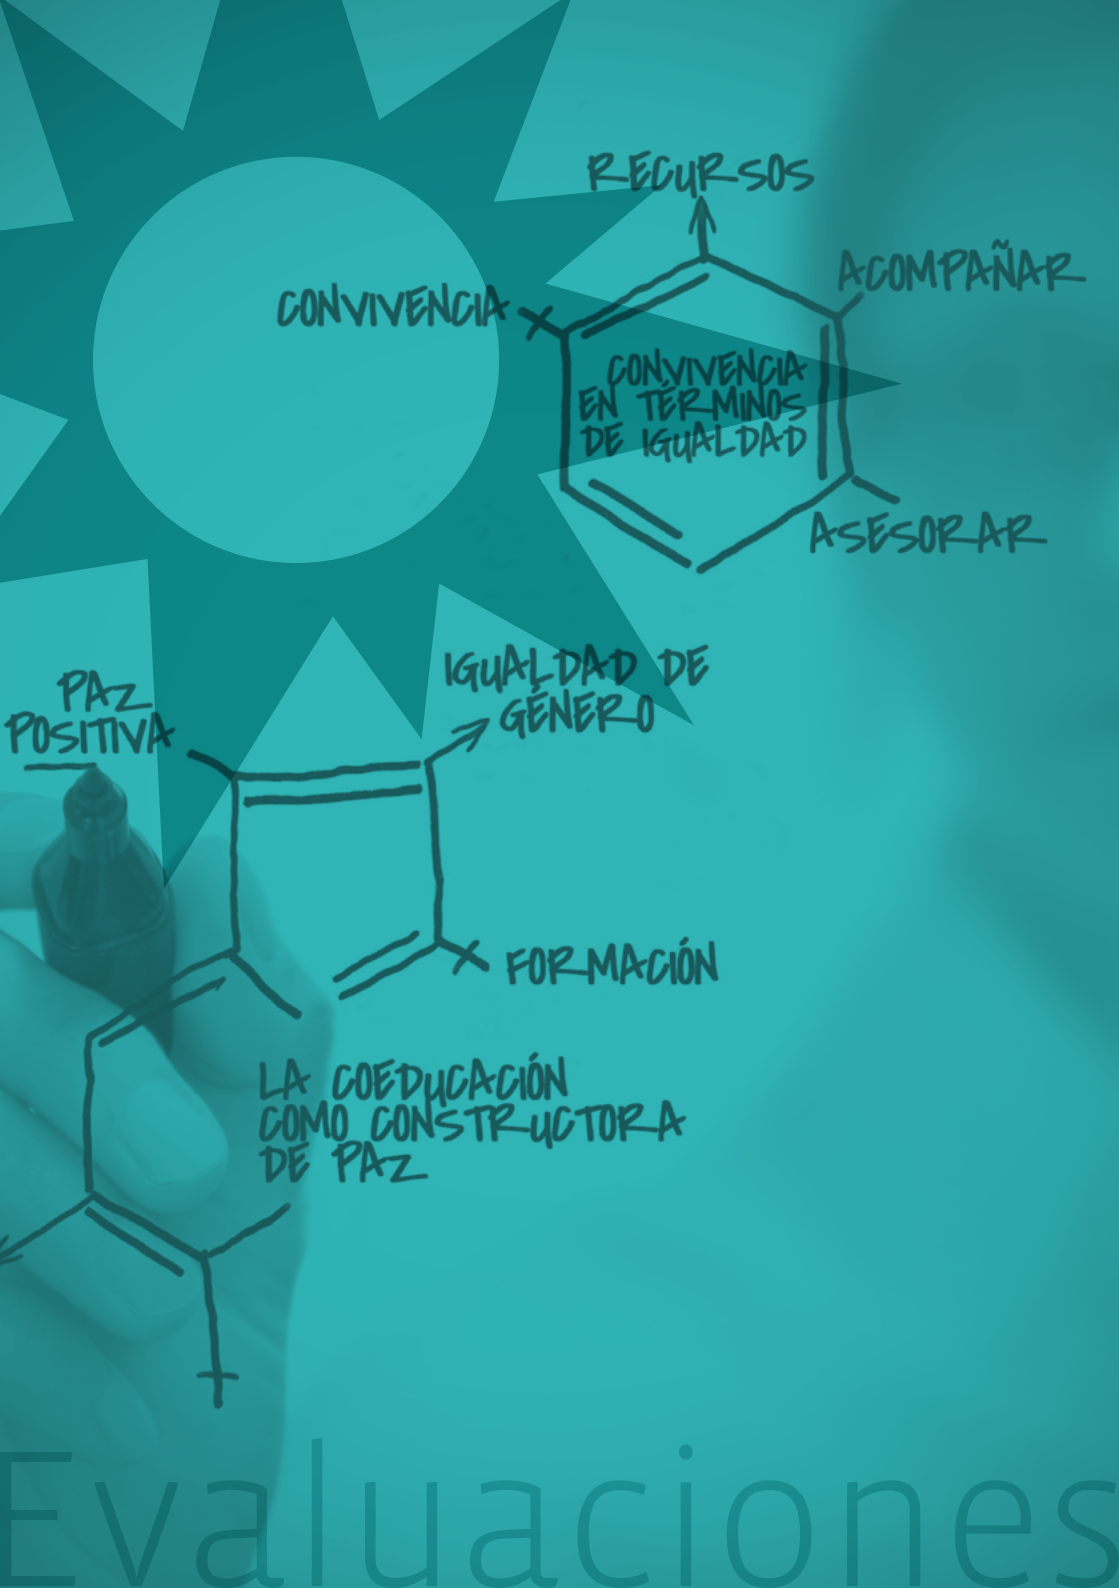 RECURSOS
ACOMPAÑAR
CONVIVENCIA
CONVIVENCIA
EN TÉRMINOS
DE IGUALDAD
ASESORAR
IGUALDAD DE
GÉNERO
PAZ
POSITIVA
FORMACIÓN
LA COEDUCACIÓN
COMO CONSTRUCTORA
DE PAZ
Evaluaciones